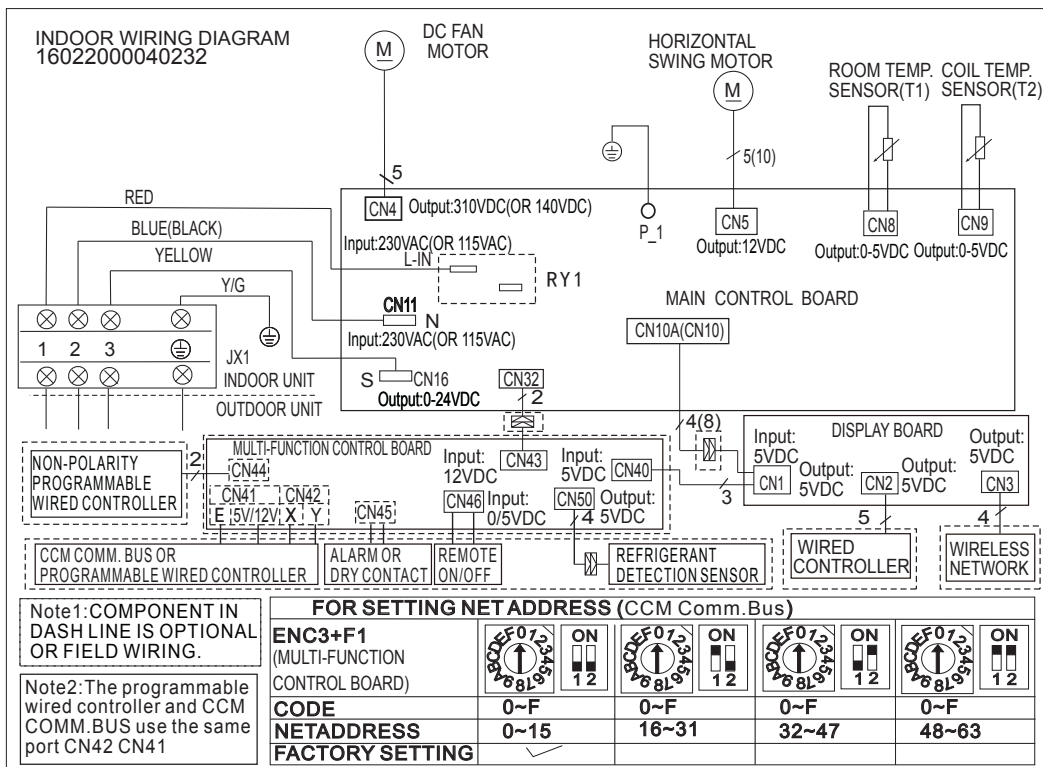 INDOOR WIRING DIAGRAM
16022000040232
DC FAN
MOTOR
M
HORIZONTAL
SWING MOTOR
M
ROOM TEMP.
SENSOR(T1)
COIL TEMP.
SENSOR(T2)
5
5(10)
RED
BLUE(BLACK)
YELLOW
Y/G
CN4
Output:310VDC(OR 140VDC)
P_1
CN5
Output:12VDC
CN8
Output:0-5VDC
CN9
Output:0-5VDC
Input:230VAC(OR 115VAC)
L-IN
RY1
CN11
N
Input:230VAC(OR 115VAC)
MAIN CONTROL BOARD
CN10A(CN10)
1 2 3
JX1
INDOOR UNIT
OUTDOOR UNIT
S
CN16
Output:0-24VDC
CN32
2
4(8)
NON-POLARITY
PROGRAMMABLE
WIRED CONTROLLER
2
MULTI-FUNCTION CONTROL BOARD
CN44
CN41
CN42
E
5V/12V
X
Y
CN45
Input:
12VDC
CN43
CN46
Input:
0/5VDC
Input:
5VDC
CN40
CN50
Output:
5VDC
4
3
DISPLAY BOARD
Input:
5VDC
CN1
Output:
5VDC
CN2
Output:
5VDC
CN3
5
4
CCM COMM. BUS OR
PROGRAMMABLE WIRED CONTROLLER
ALARM OR
DRY CONTACT
REMOTE
ON/OFF
REFRIGERANT
DETECTION SENSOR
WIRED
CONTROLLER
WIRELESS
NETWORK
Note1:COMPONENT IN
DASH LINE IS OPTIONAL
OR FIELD WIRING.
Note2:The programmable
wired controller and CCM
COMM.BUS use the same
port CN42 CN41
FOR SETTING NET ADDRESS (CCM Comm.Bus)
ENC3+F1
(MULTI-FUNCTION
CONTROL BOARD)
0123456789ABCDEF
ON
1 2
0123456789ABCDEF
ON
1 2
0123456789ABCDEF
ON
1 2
0123456789ABCDEF
ON
1 2
CODE 0~F 0~F 0~F 0~F
NETADDRESS 0~15 16~31 32~47 48~63
FACTORY SETTING